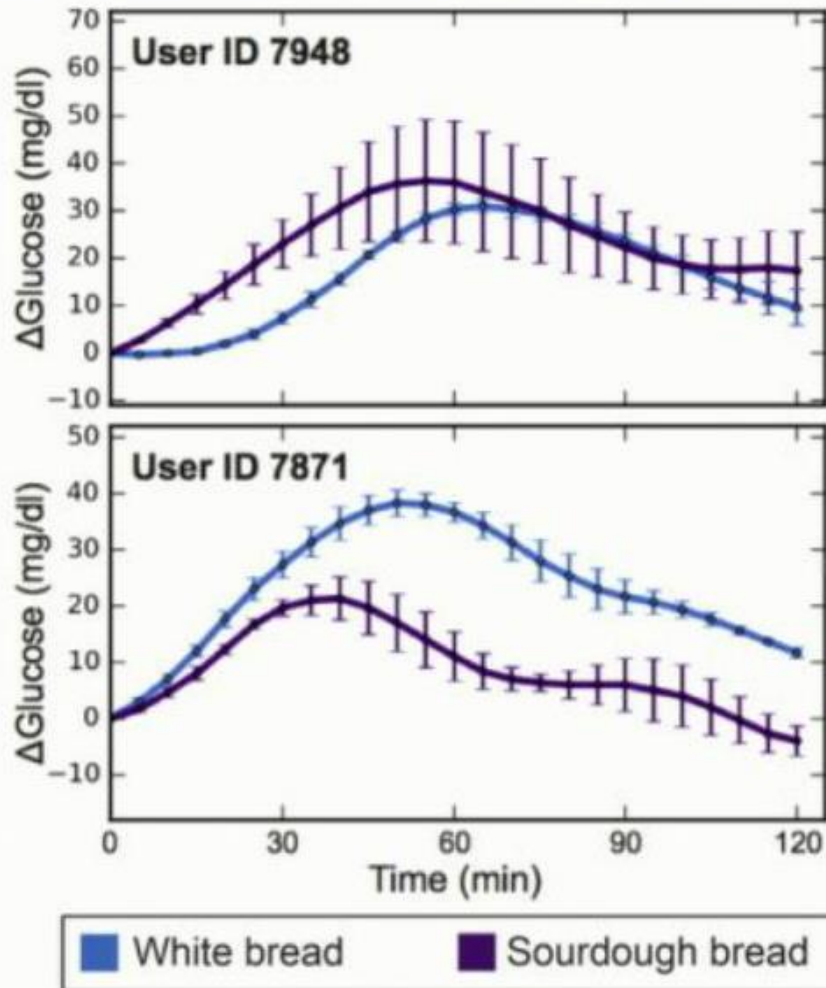 70
60
50
40
30
20
10
0
−10
ΔGlucose (mg/dl)
User ID 7948
50
40
30
20
10
0
−10
ΔGlucose (mg/dl)
User ID 7871
0 30 60 90 120
Time (min)
White bread Sourdough bread